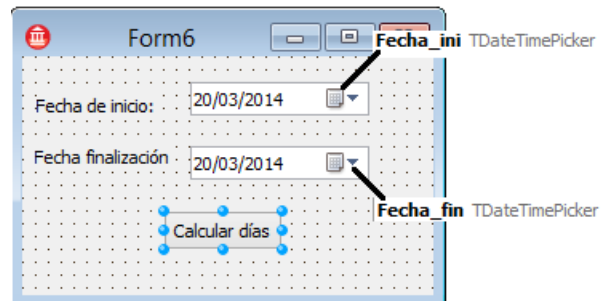 Form6
Fecha_ini TDateTimePicker
Fecha de inicio: 20/03/2014
Fecha finalización 20/03/2014
Fecha_fin TDateTimePicker
Calcular días